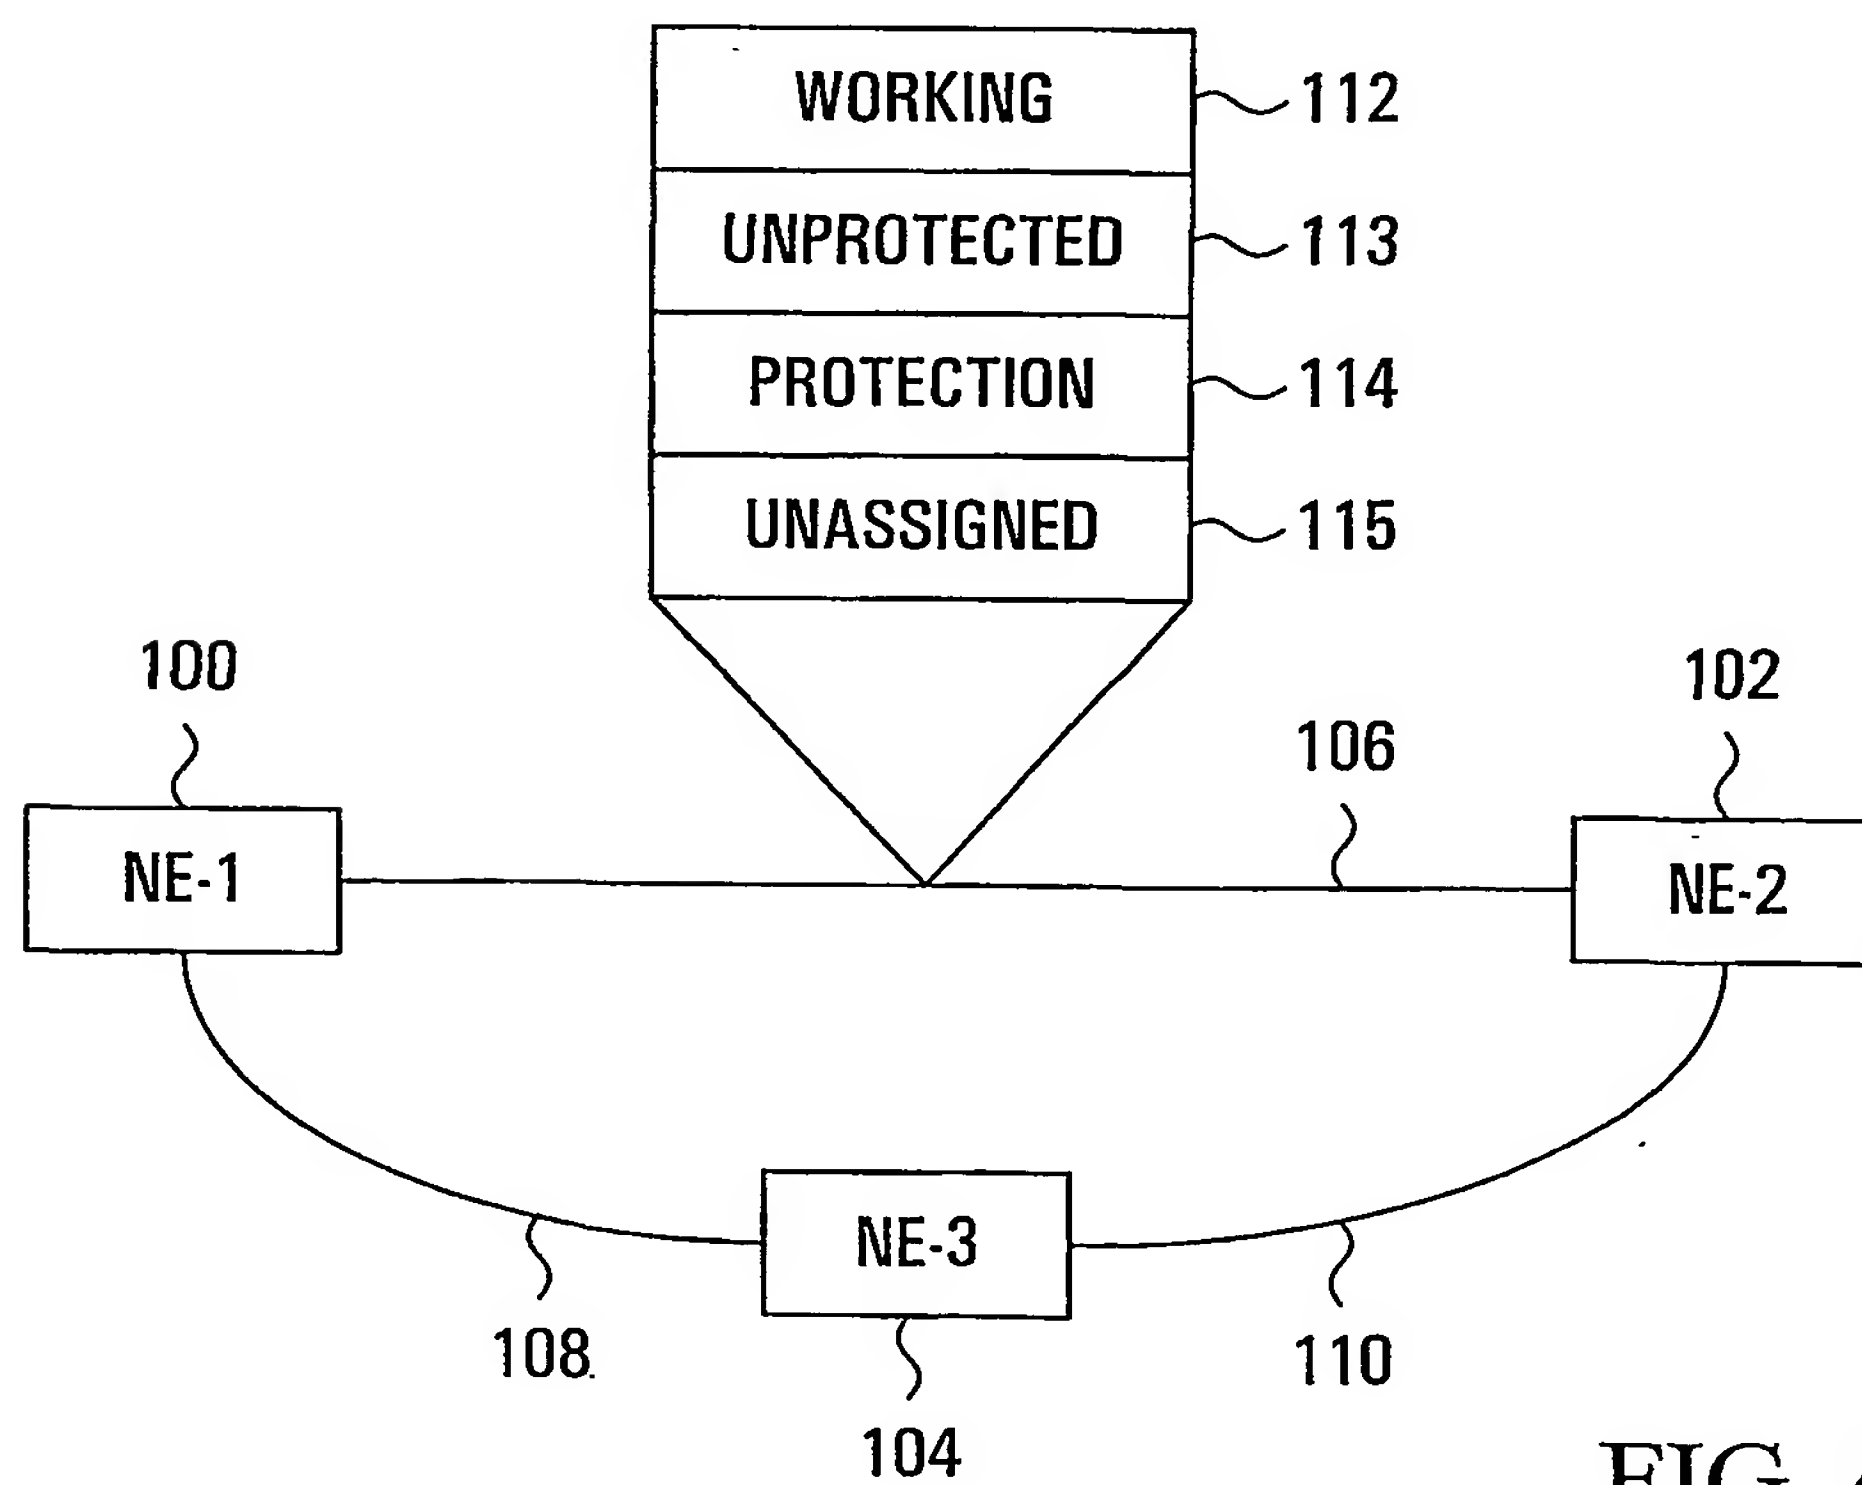 WORKING 112
UNPROTECTED 113
PROTECTION 114
UNASSIGNED 115
100
102
106
NE-1
NE-2
NE-3
108
110
104
FIG.